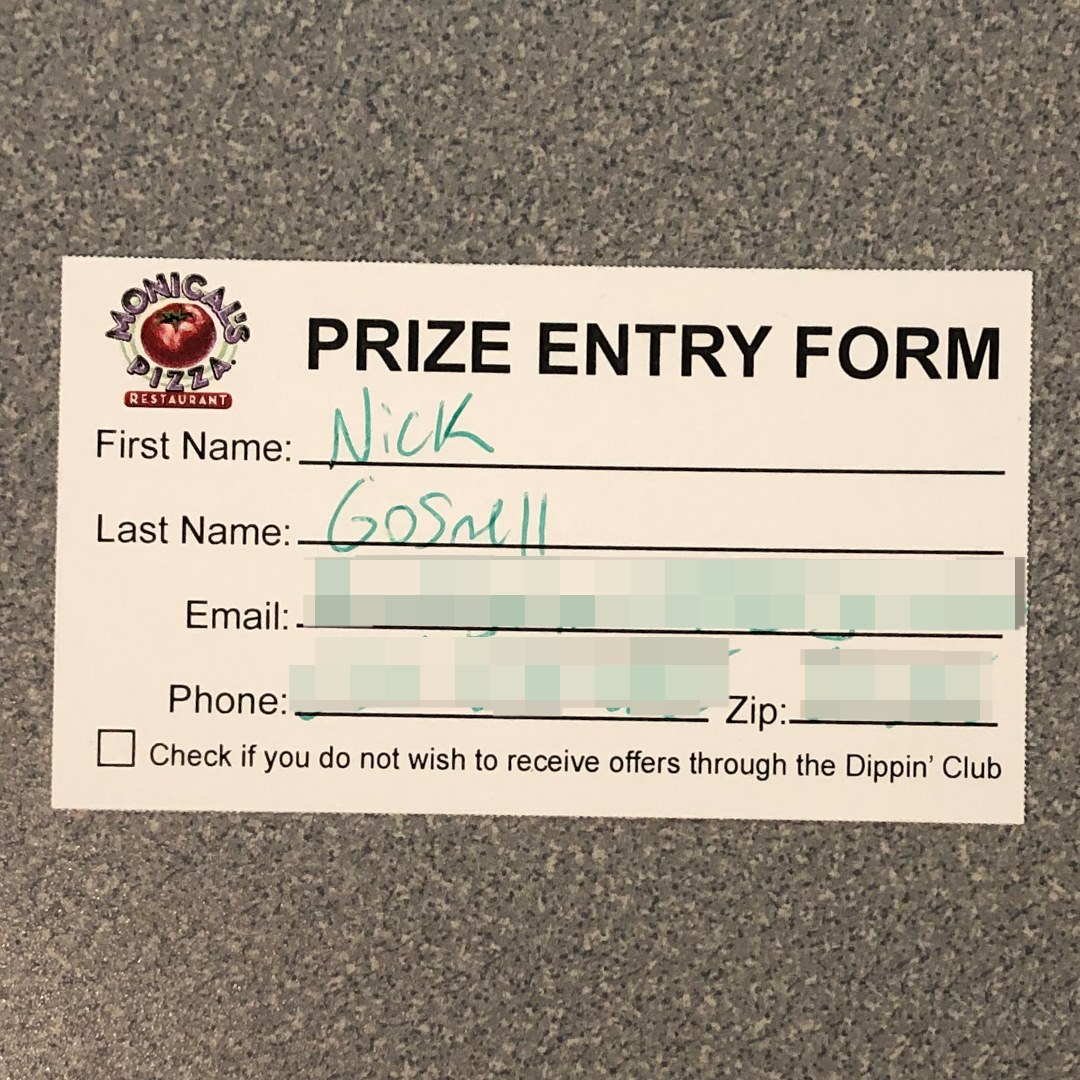 MONICAL'S
PIZZA
RESTAURANT
PRIZE ENTRY FORM
First Name: Nick
Last Name: Gosnell
Email:
Phone: Zip:
Check if you do not wish to receive offers through the Dippin' Club